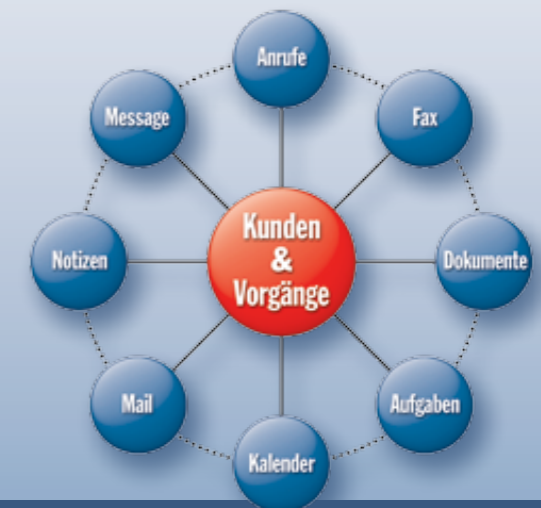 Anrufe
Message
Fax
Kunden
&
Vorgänge
Notizen
Dokumente
Mail
Aufgaben
Kalender